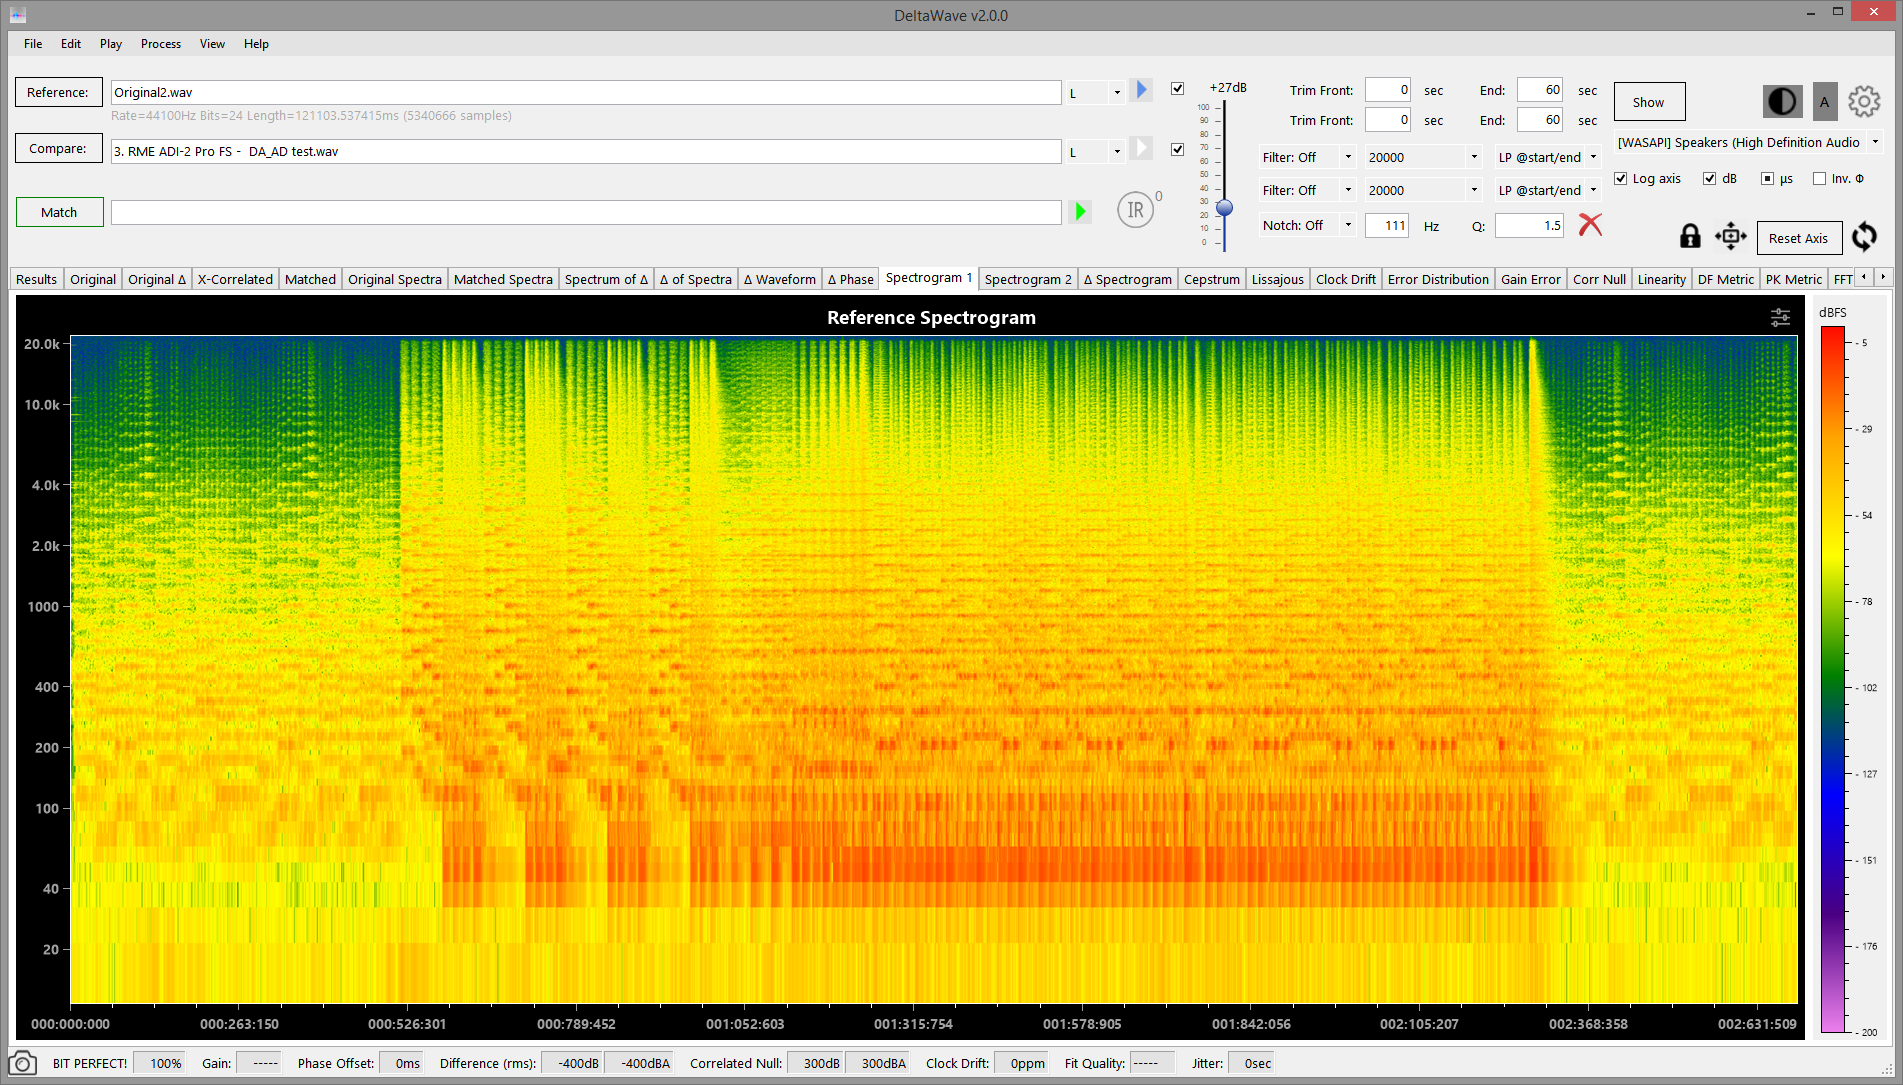 DeltaWave v2.0.0
File Edit Play Process View Help
Reference: Original2.wav L
Rate=44100Hz Bits=24 Length=121103.537415ms (5340666 samples)
Compare: 3. RME ADI-2 Pro FS - DA_AD test.wav L
Match
IR 0
+27dB
100
90
80
70
60
50
40
30
20
10
0
Trim Front: 0 sec End: 60 sec
Trim Front: 0 sec End: 60 sec
Filter: Off 20000 LP @start/end
Filter: Off 20000 LP @start/end
Notch: Off 111 Hz Q: 1.5
Show A
[WASAPI] Speakers (High Definition Audio
Log axis dB µs Inv. Φ
Reset Axis
Results Original Original Δ X-Correlated Matched Original Spectra Matched Spectra Spectrum of Δ Δ of Spectra Δ Waveform Δ Phase Spectrogram 1 Spectrogram 2 Δ Spectrogram Cepstrum Lissajous Clock Drift Error Distribution Gain Error Corr Null Linearity DF Metric PK Metric FFT
Reference Spectrogram
20.0k
10.0k
4.0k
2.0k
1000
400
200
100
40
20
000:000:000 000:263:150 000:526:301 000:789:452 001:052:603 001:315:754 001:578:905 001:842:056 002:105:207 002:368:358 002:631:509
dBFS
- 5
- 29
- 54
- 78
- 102
- 127
- 151
- 176
- 200
BIT PERFECT! 100% Gain: ----- Phase Offset: 0ms Difference (rms): -400dB -400dBA Correlated Null: 300dB 300dBA Clock Drift: 0ppm Fit Quality: ----- Jitter: 0sec